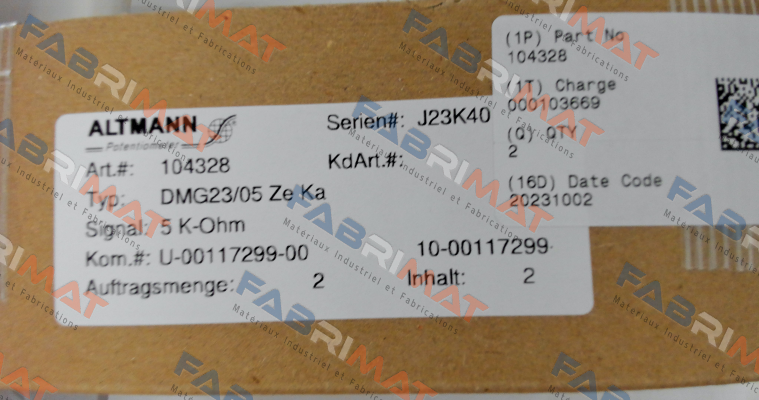 ALTMANN
Potentiometer
Serien#: J23K40
Art.#: 104328
KdArt.#:
Typ: DMG23/05 Ze Ka
Signal: 5 K-Ohm
Kom.#: U-00117299-00
10-00117299-
Auftragsmenge: 2
Inhalt: 2
(1P) Part No
104328
(1T) Charge
000103669
(Q) QTY
2
(16D) Date Code
20231002
FABRIMAT
Materiaux Industriel et Fabrications